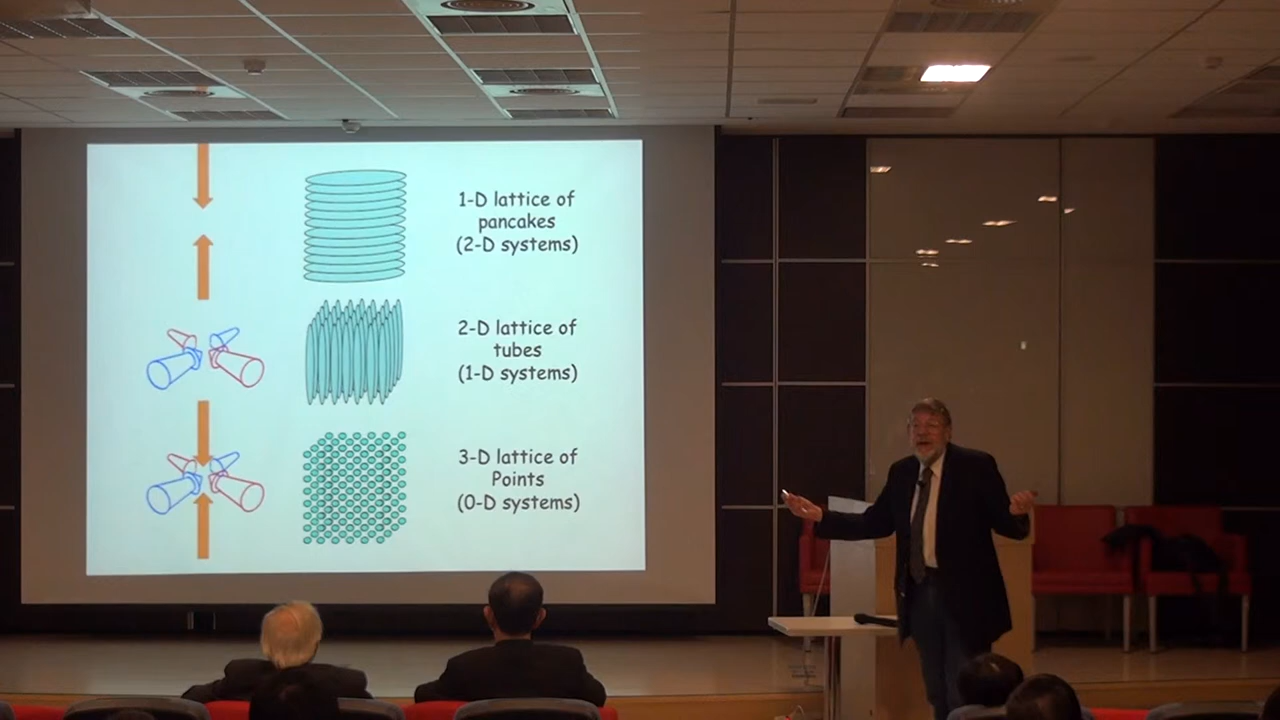 1-D lattice of
pancakes
(2-D systems)
2-D lattice of
tubes
(1-D systems)
3-D lattice of
Points
(0-D systems)